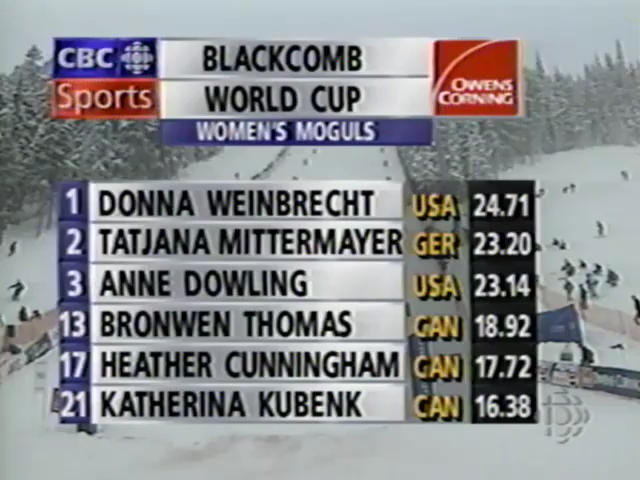 CBC
Sports
BLACKCOMB
WORLD CUP
WOMEN'S MOGULS
OWENS
CORNING
1 DONNA WEINBRECHT USA 24.71
2 TATJANA MITTERMAYER GER 23.20
3 ANNE DOWLING USA 23.14
13 BRONWEN THOMAS CAN 18.92
17 HEATHER CUNNINGHAM CAN 17.72
21 KATHERINA KUBENK CAN 16.38